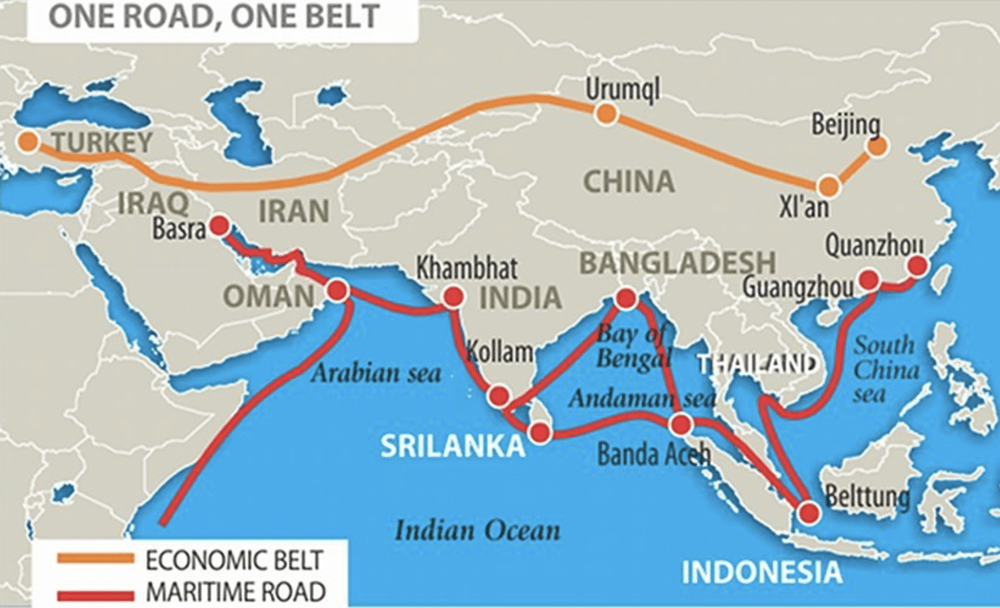 ONE ROAD, ONE BELT
Urumql
Beijing
TURKEY
CHINA
IRAQ
IRAN
XI'an
Basra
Quanzhou
Khambhat
BANGLADESH
Guangzhou
OMAN
INDIA
Bay of
Bengal
Kollam
South
China
sea
THAILAND
Arabian sea
Andaman sea
SRILANKA
Banda Aceh
Belttung
Indian Ocean
ECONOMIC BELT
INDONESIA
MARITIME ROAD